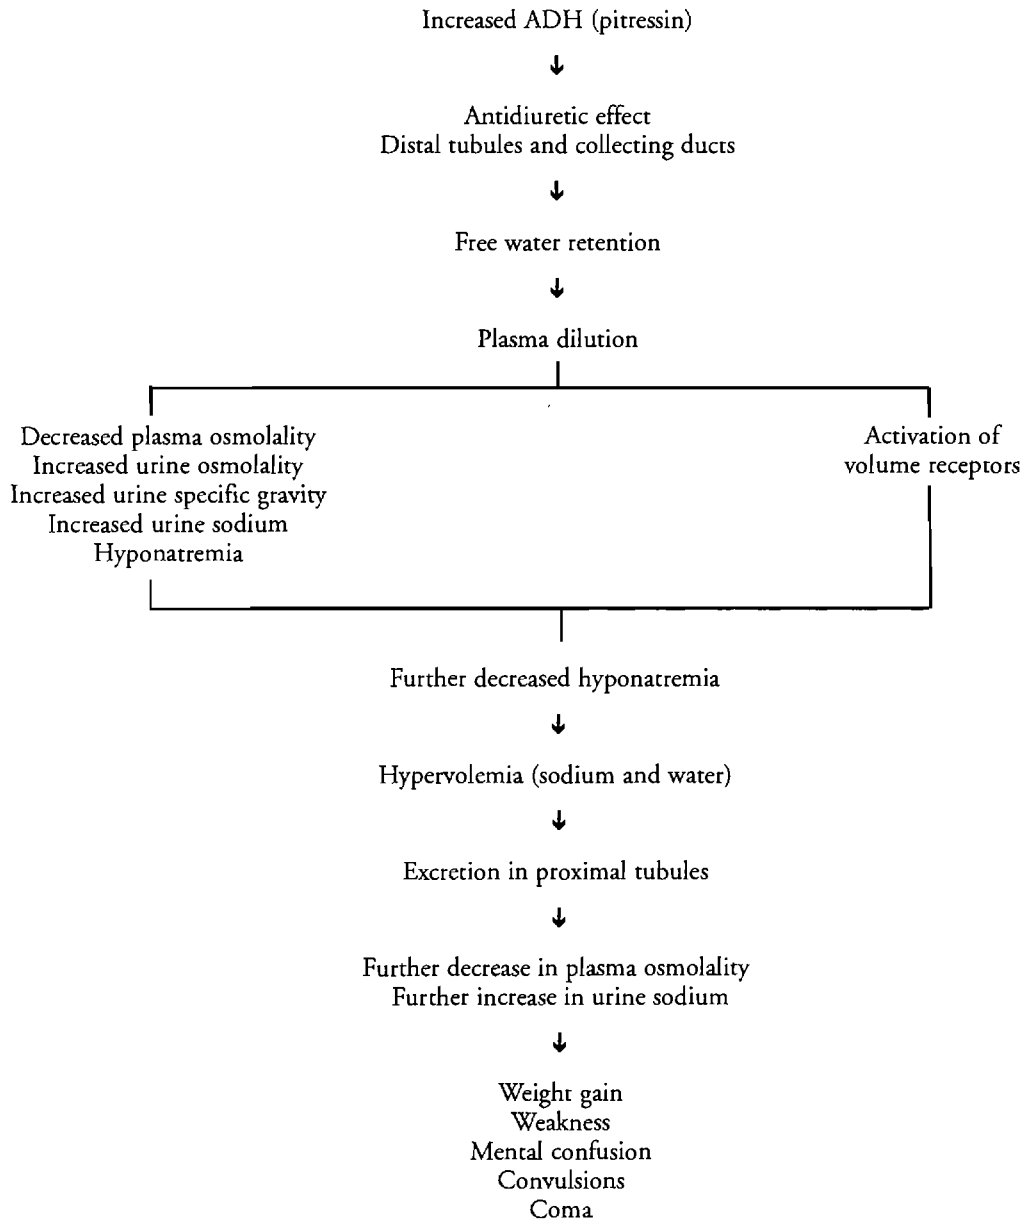 Increased ADH (pitressin)
Antidiuretic effect
Distal tubules and collecting ducts
Free water retention
Plasma dilution
Decreased plasma osmolality
Increased urine osmolality
Increased urine specific gravity
Increased urine sodium
Hyponatremia
Activation of
volume receptors
Further decreased hyponatremia
Hypervolemia (sodium and water)
Excretion in proximal tubules
Further decrease in plasma osmolality
Further increase in urine sodium
Weight gain
Weakness
Mental confusion
Convulsions
Coma